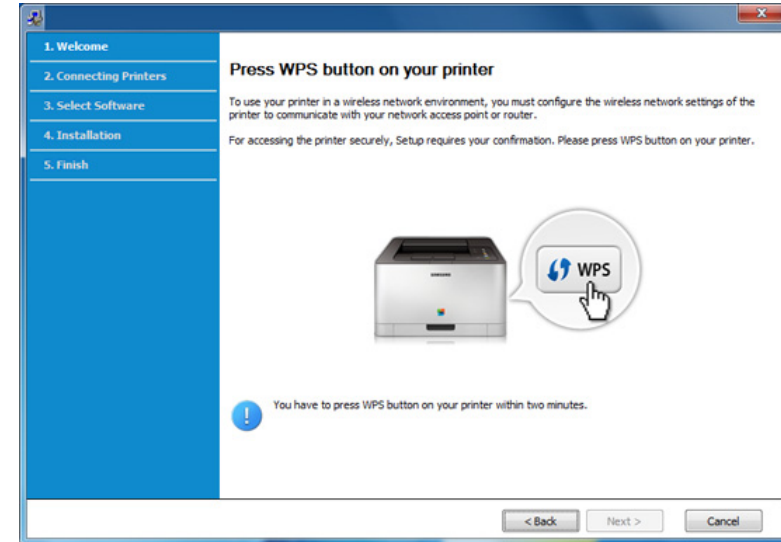 1. Welcome
2. Connecting Printers
3. Select Software
4. Installation
5. Finish
Press WPS button on your printer
To use your printer in a wireless network environment, you must configure the wireless network settings of the
printer to communicate with your network access point or router.
For accessing the printer securely, Setup requires your confirmation. Please press WPS button on your printer.
SAMSUNG
WPS
You have to press WPS button on your printer within two minutes.
< Back
Next >
Cancel